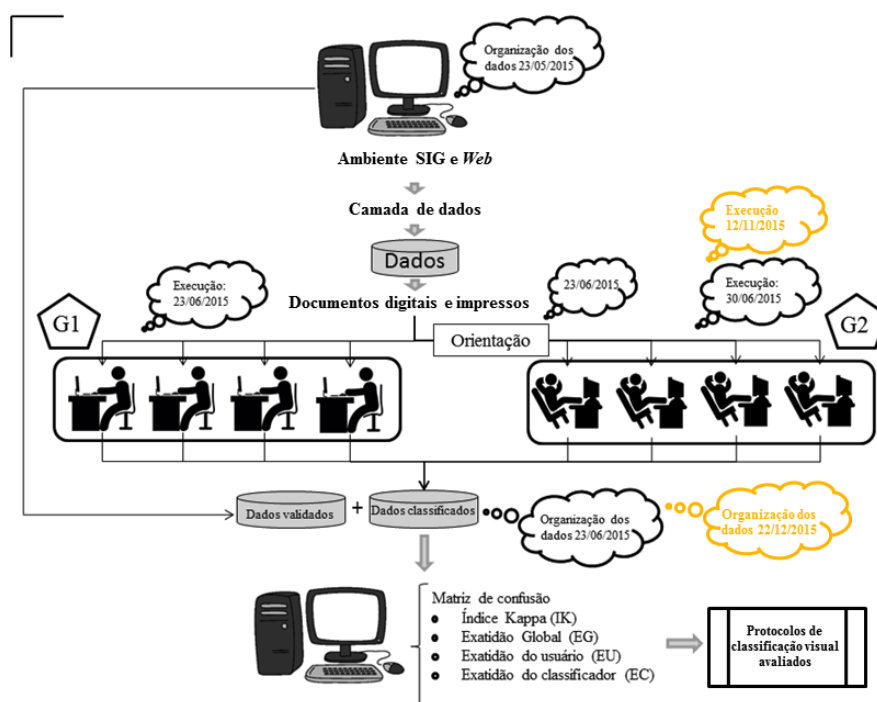 Organização dos
dados 23/05/2015
Ambiente SIG e Web
Camada de dados
Execução
12/11/2015
Dados
Execução:
23/06/2015
23/06/2015
Execução:
30/06/2015
Documentos digitais e impressos
G1
G2
Orientação
Dados validados
+
Dados classificados
Organização dos
dados 23/06/2015
Organização dos
dados 22/12/2015
Matriz de confusão
Índice Kappa (IK)
Exatidão Global (EG)
Exatidão do usuário (EU)
Exatidão do classificador (EC)
Protocolos de
classificação visual
avaliados